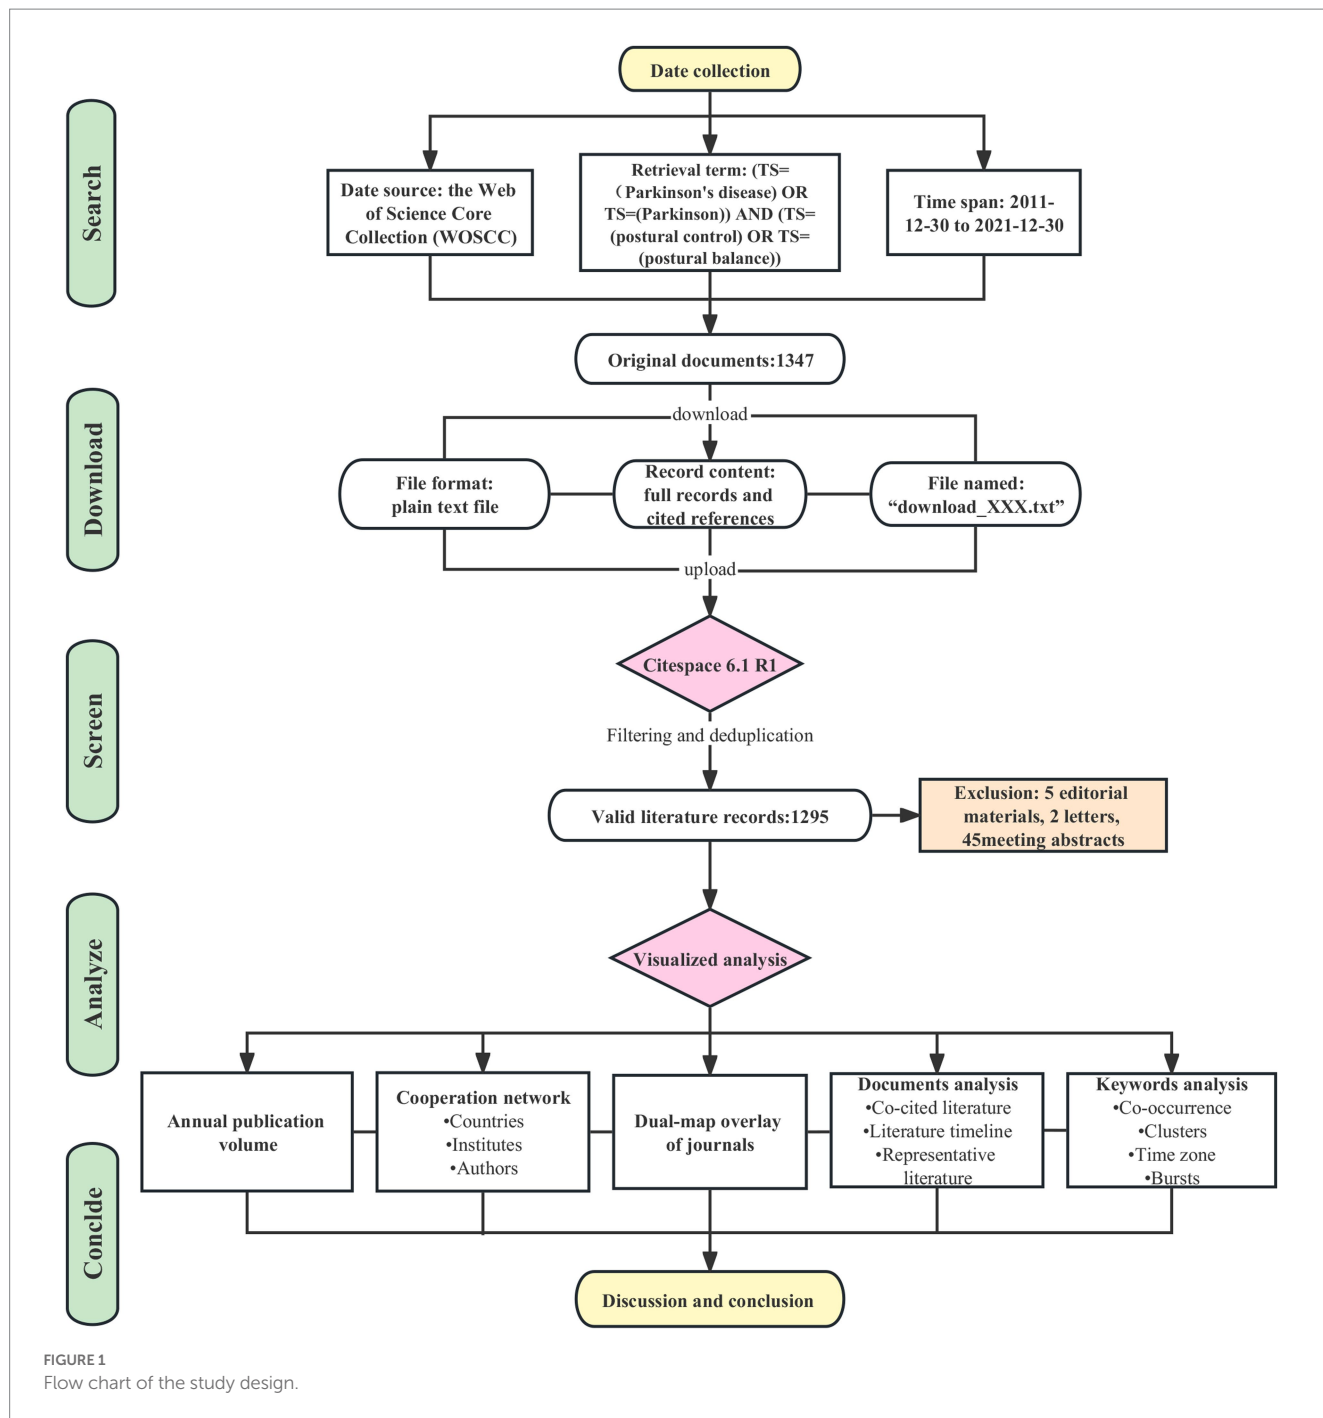 Date collection
Search
Date source: the Web
of Science Core
Collection (WOSCC)
Retrieval term: (TS=
（Parkinson's disease) OR
TS=(Parkinson)) AND (TS=
(postural control) OR TS=
(postural balance))
Time span: 2011-
12-30 to 2021-12-30
Original documents:1347
Download
download
File format:
plain text file
Record content:
full records and
cited references
File named:
“download_XXX.txt”
upload
Screen
Citespace 6.1 R1
Filtering and deduplication
Valid literature records:1295
Exclusion: 5 editorial
materials, 2 letters,
45meeting abstracts
Analyze
Visualized analysis
Annual publication
volume
Cooperation network
•Countries
•Institutes
•Authors
Dual-map overlay
of journals
Documents analysis
•Co-cited literature
•Literature timeline
•Representative
literature
Keywords analysis
•Co-occurrence
•Clusters
•Time zone
•Bursts
Conclde
Discussion and conclusion
FIGURE 1
Flow chart of the study design.